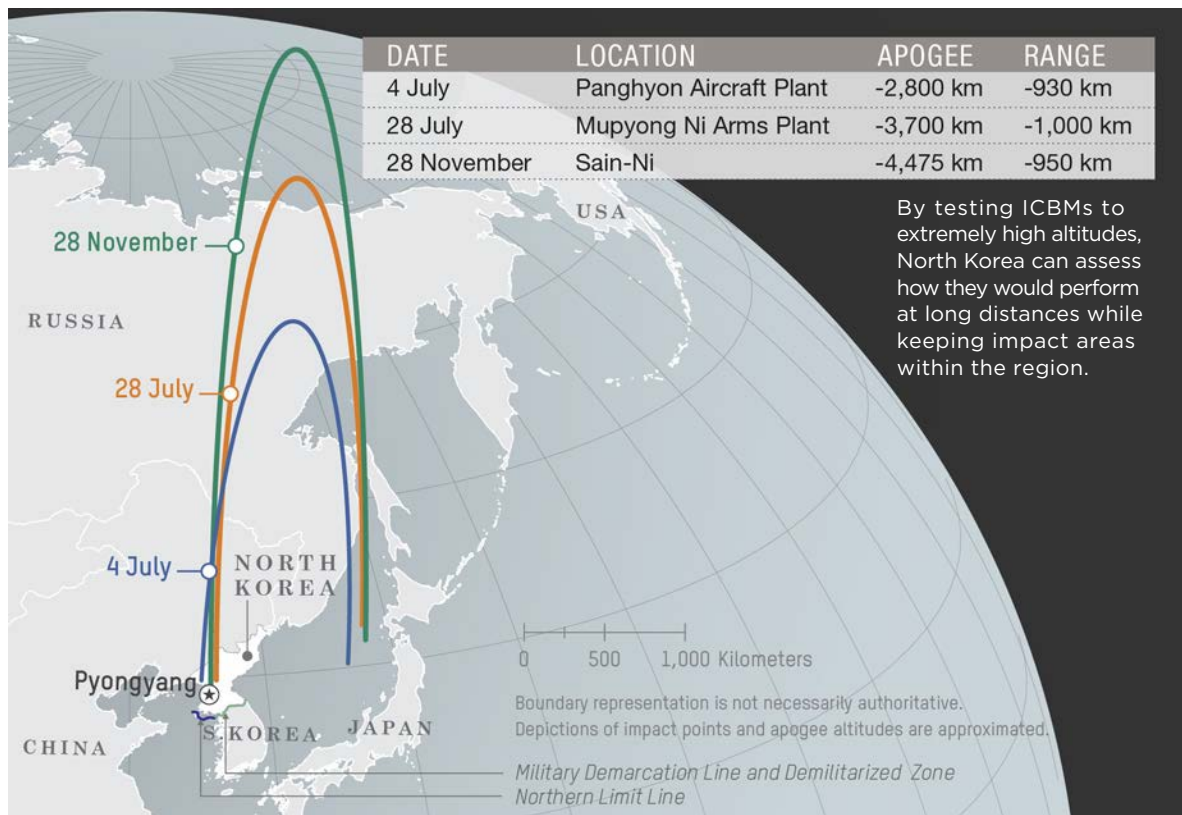 DATE LOCATION APOGEE RANGE
4 July Panghyon Aircraft Plant -2,800 km -930 km
28 July Mupyong Ni Arms Plant -3,700 km -1,000 km
28 November Sain-Ni -4,475 km -950 km
By testing ICBMs to
extremely high altitudes,
North Korea can assess
how they would perform
at long distances while
keeping impact areas
within the region.
USA
28 November
RUSSIA
28 July
4 July
NORTH
KOREA
Pyongyang
S. KOREA
JAPAN
CHINA
0 500 1,000 Kilometers
Boundary representation is not necessarily authoritative.
Depictions of impact points and apogee altitudes are approximated.
Military Demarcation Line and Demilitarized Zone
Northern Limit Line